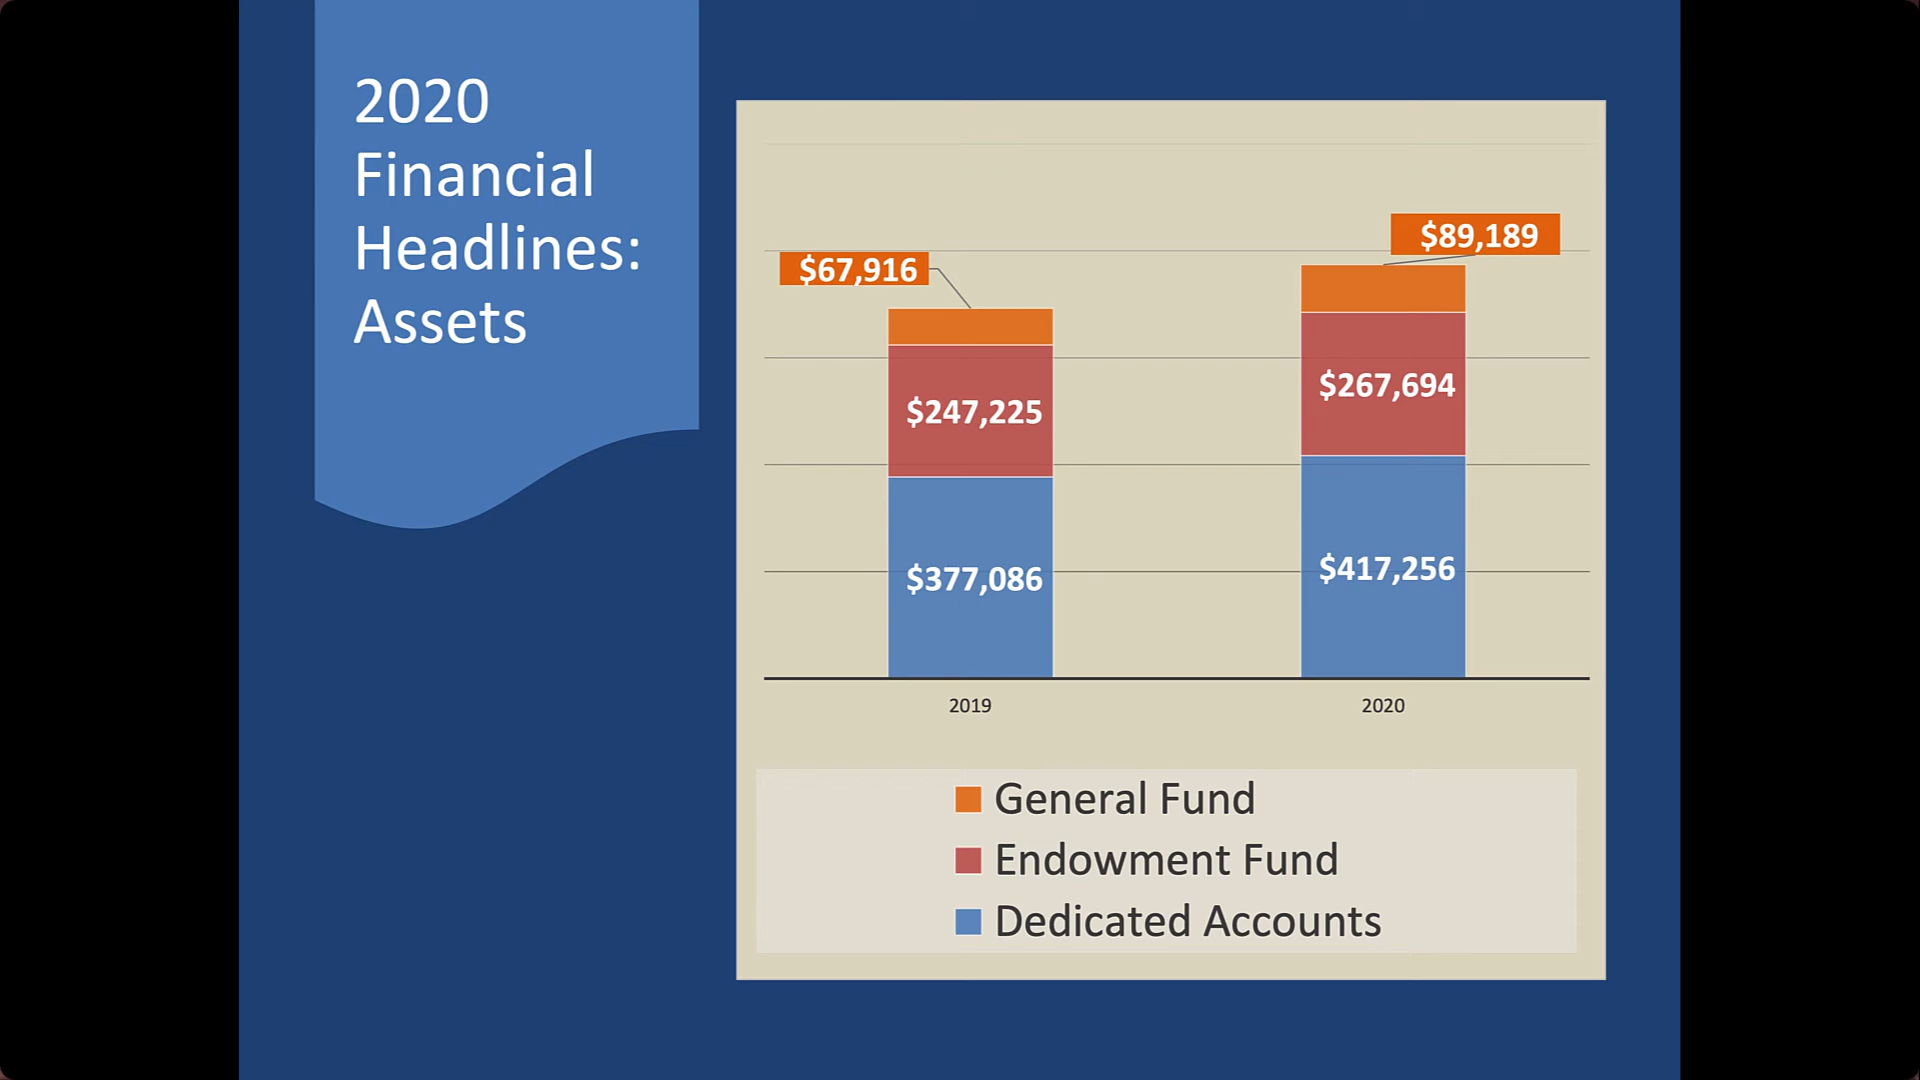 2020
Financial
Headlines:
Assets
$89,189
$67,916
$267,694
$247,225
$417,256
$377,086
2019
2020
General Fund
Endowment Fund
Dedicated Accounts